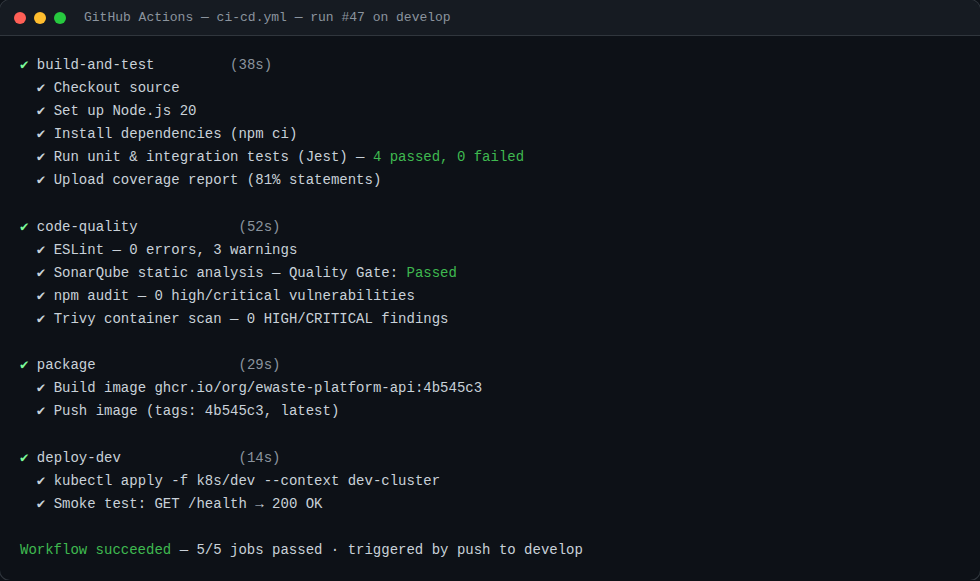 GitHub Actions — ci-cd.yml — run #47 on develop
✔ build-and-test (38s)
✔ Checkout source
✔ Set up Node.js 20
✔ Install dependencies (npm ci)
✔ Run unit & integration tests (Jest) — 4 passed, 0 failed
✔ Upload coverage report (81% statements)
✔ code-quality (52s)
✔ ESLint — 0 errors, 3 warnings
✔ SonarQube static analysis — Quality Gate: Passed
✔ npm audit — 0 high/critical vulnerabilities
✔ Trivy container scan — 0 HIGH/CRITICAL findings
✔ package (29s)
✔ Build image ghcr.io/org/ewaste-platform-api:4b545c3
✔ Push image (tags: 4b545c3, latest)
✔ deploy-dev (14s)
✔ kubectl apply -f k8s/dev --context dev-cluster
✔ Smoke test: GET /health → 200 OK
Workflow succeeded — 5/5 jobs passed · triggered by push to develop